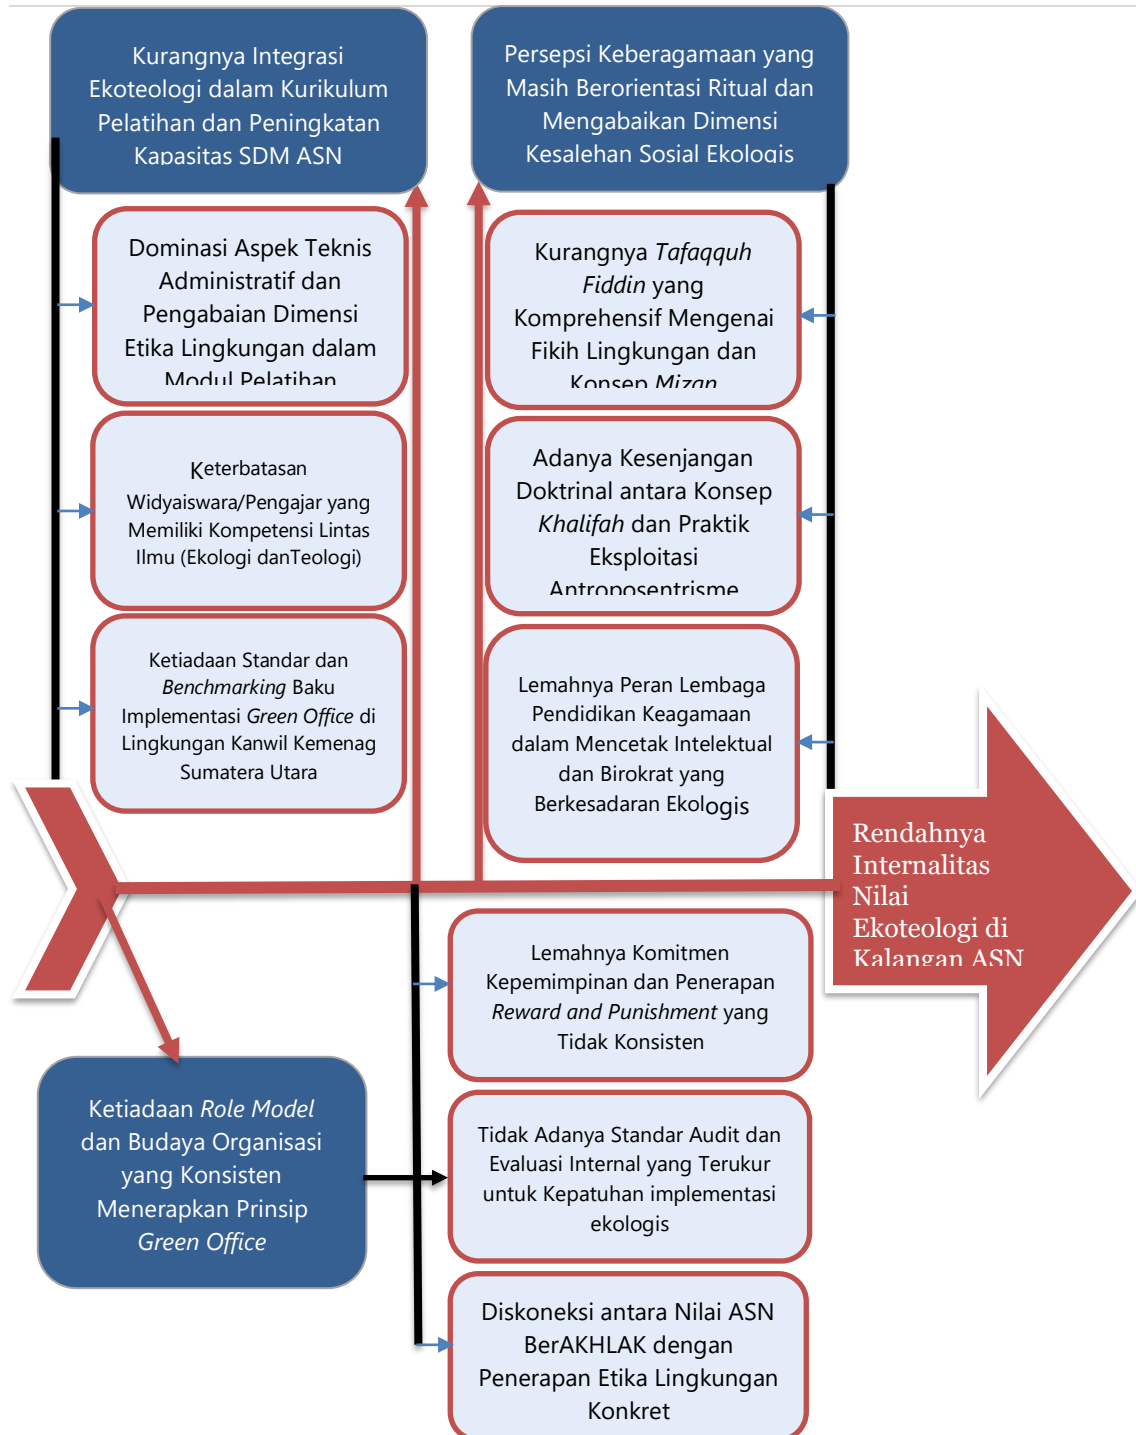 Kurangnya Integrasi
Ekoteologi dalam Kurikulum
Pelatihan dan Peningkatan
Kapasitas SDM ASN
Persepsi Keberagamaan yang
Masih Berorientasi Ritual dan
Mengabaikan Dimensi
Kesalehan Sosial Ekologis
Dominasi Aspek Teknis
Administratif dan
Pengabaian Dimensi
Etika Lingkungan dalam
Modul Pelatihan
Keterbatasan
Widyaiswara/Pengajar yang
Memiliki Kompetensi Lintas
Ilmu (Ekologi danTeologi)
Ketiadaan Standar dan
Benchmarking Baku
Implementasi Green Office di
Lingkungan Kanwil Kemenag
Sumatera Utara
Kurangnya Tafaqquh
Fiddin yang
Komprehensif Mengenai
Fikih Lingkungan dan
Konsep Mizan
Adanya Kesenjangan
Doktrinal antara Konsep
Khalifah dan Praktik
Eksploitasi
Antroposentrisme
Lemahnya Peran Lembaga
Pendidikan Keagamaan
dalam Mencetak Intelektual
dan Birokrat yang
Berkesadaran Ekologis
Rendahnya
Internalitas
Nilai
Ekoteologi di
Kalangan ASN
Lemahnya Komitmen
Kepemimpinan dan Penerapan
Reward and Punishment yang
Tidak Konsisten
Ketiadaan Role Model
dan Budaya Organisasi
yang Konsisten
Menerapkan Prinsip
Green Office
Tidak Adanya Standar Audit dan
Evaluasi Internal yang Terukur
untuk Kepatuhan implementasi
ekologis
Diskoneksi antara Nilai ASN
BerAKHLAK dengan
Penerapan Etika Lingkungan
Konkret